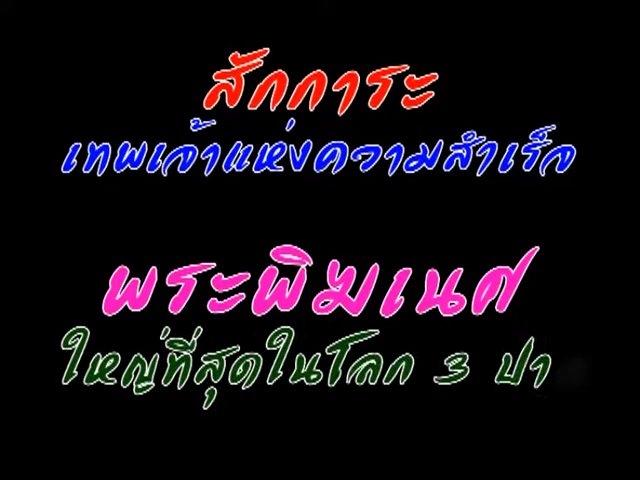 สักการะ
เทพเจ้าแห่งความสำเร็จ
พระพิฆเนศ
ใหญ่ที่สุดในโลก 3 ปา